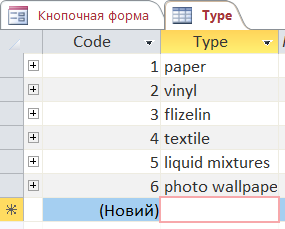 Кнопочная форма Type
Code Type
1 paper
2 vinyl
3 flizelin
4 textile
5 liquid mixtures
6 photo wallpape
(Новий)